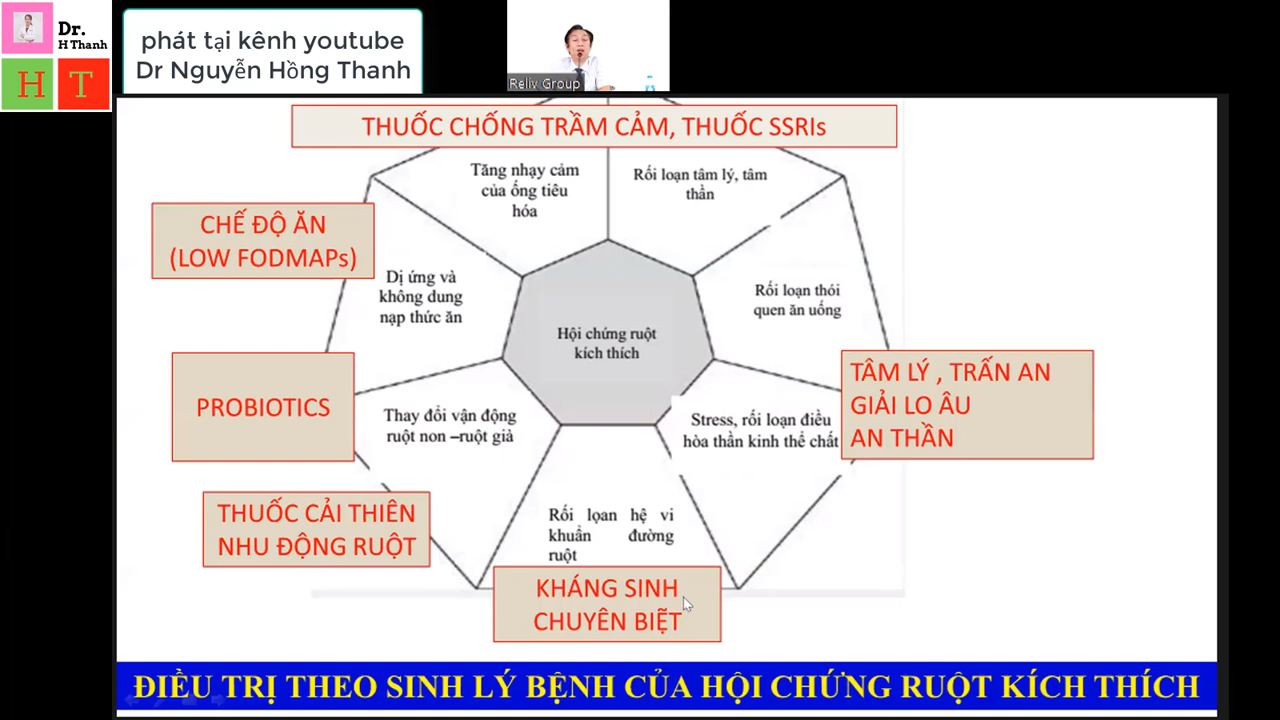 Dr.
H Thanh
H T
phát tại kênh youtube
Dr Nguyễn Hồng Thanh
Reliv Group
THUỐC CHỐNG TRẦM CẢM, THUỐC SSRIs
Tăng nhạy cảm
của ống tiêu
hóa
Rối loạn tâm lý, tâm
thần
CHẾ ĐỘ ĂN
(LOW FODMAPs)
Dị ứng và
không dung
nạp thức ăn
Rối loạn thói
quen ăn uống
Hội chứng ruột
kích thích
PROBIOTICS
Thay đổi vận động
ruột non –ruột già
Stress, rối loạn điều
hòa thần kinh thể chất
TÂM LÝ , TRẤN AN
GIẢI LO ÂU
AN THẦN
THUỐC CẢI THIÊN
NHU ĐỘNG RUỘT
Rối lọan hệ vi
khuẩn đường
ruột
KHÁNG SINH
CHUYÊN BIỆT
ĐIỀU TRỊ THEO SINH LÝ BỆNH CỦA HỘI CHỨNG RUỘT KÍCH THÍCH